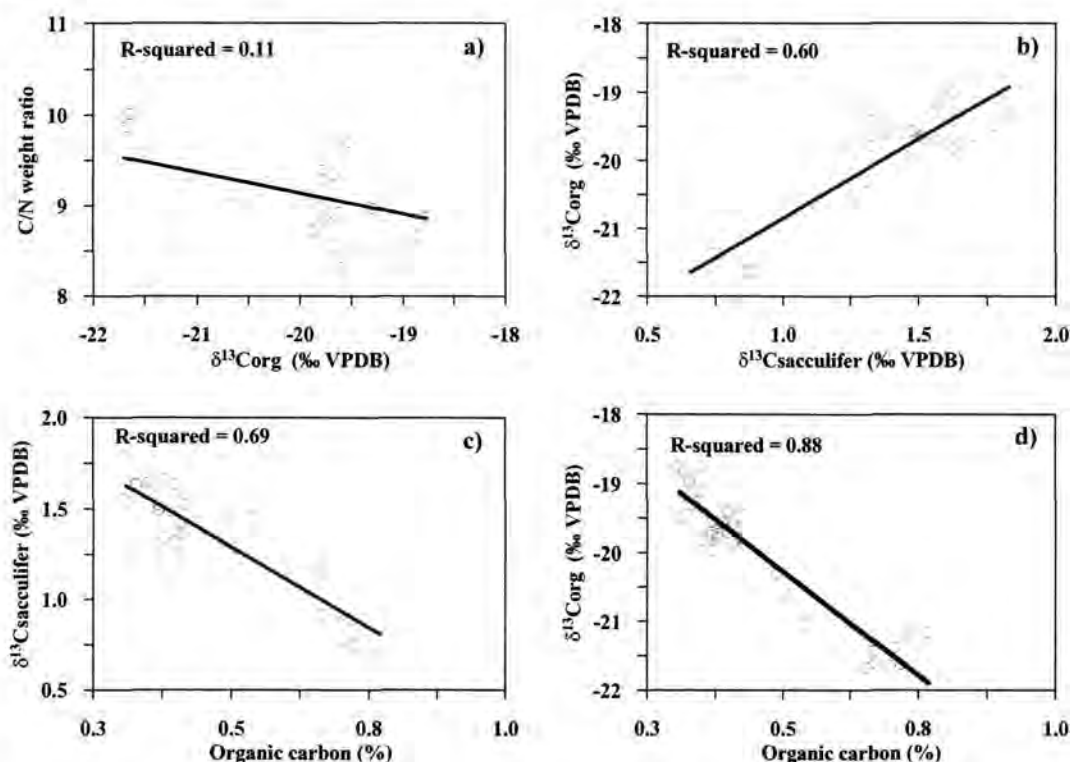 R-squared = 0.11
a)
C/N weight ratio
11
10
9
8
-22
-21
-20
-19
-18
δ¹³Corg (‰ VPDB)
R-squared = 0.60
b)
δ¹³Corg (‰ VPDB)
-18
-19
-20
-21
-22
0.5
1.0
1.5
2.0
δ¹³Csacculifer (‰ VPDB)
R-squared = 0.69
c)
δ¹³Csacculifer (‰ VPDB)
2.0
1.5
1.0
0.5
0.3
0.5
0.8
1.0
Organic carbon (%)
R-squared = 0.88
d)
δ¹³Corg (‰ VPDB)
-18
-19
-20
-21
-22
0.3
0.5
0.8
1.0
Organic carbon (%)